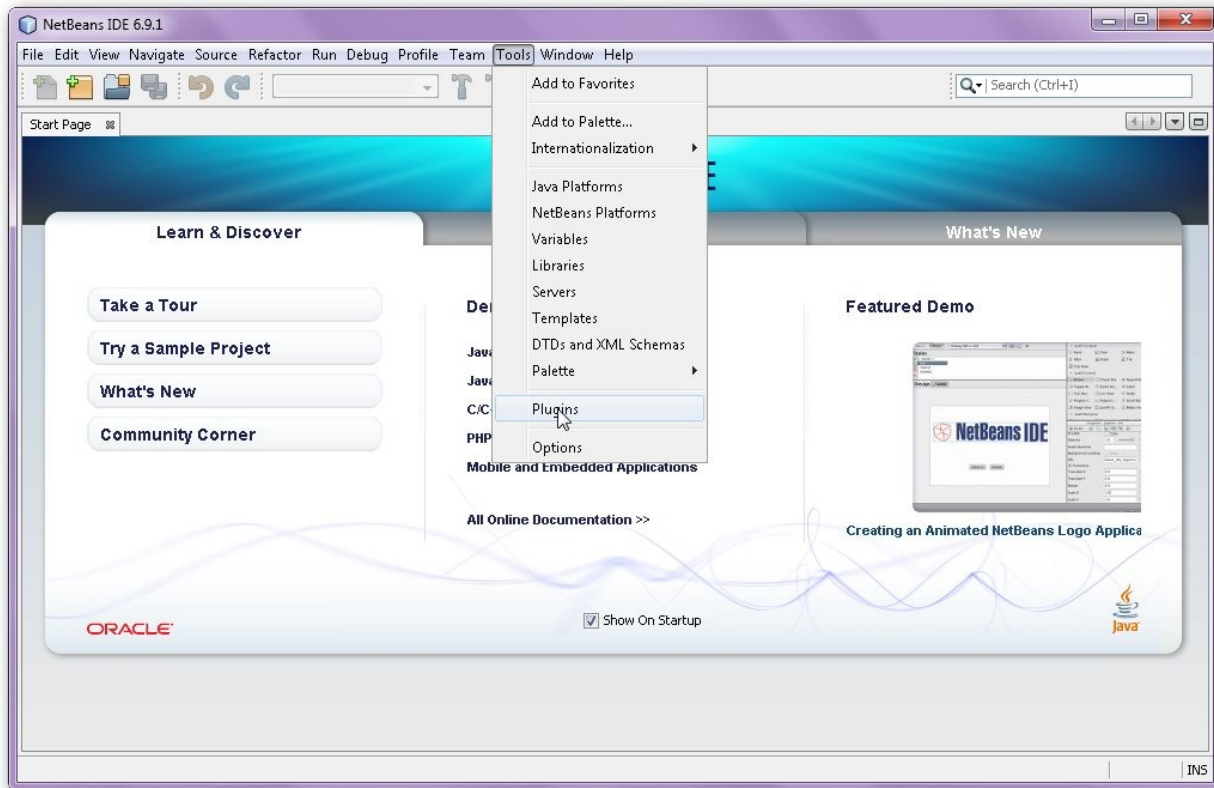 NetBeans IDE 6.9.1
File Edit View Navigate Source Refactor Run Debug Profile Team Tools Window Help
Search (Ctrl+I)
Start Page
Add to Favorites
Add to Palette...
Internationalization
Java Platforms
NetBeans Platforms
Variables
Libraries
Servers
Templates
DTDs and XML Schemas
Palette
Plugins
Options
E
Learn & Discover
What's New
Take a Tour
Try a Sample Project
What's New
Community Corner
De
Java
Java
C/C
PHP
Mobile and Embedded Applications
All Online Documentation >>
Featured Demo
NetBeans IDE
Creating an Animated NetBeans Logo Applica
ORACLE
Show On Startup
Java
INS